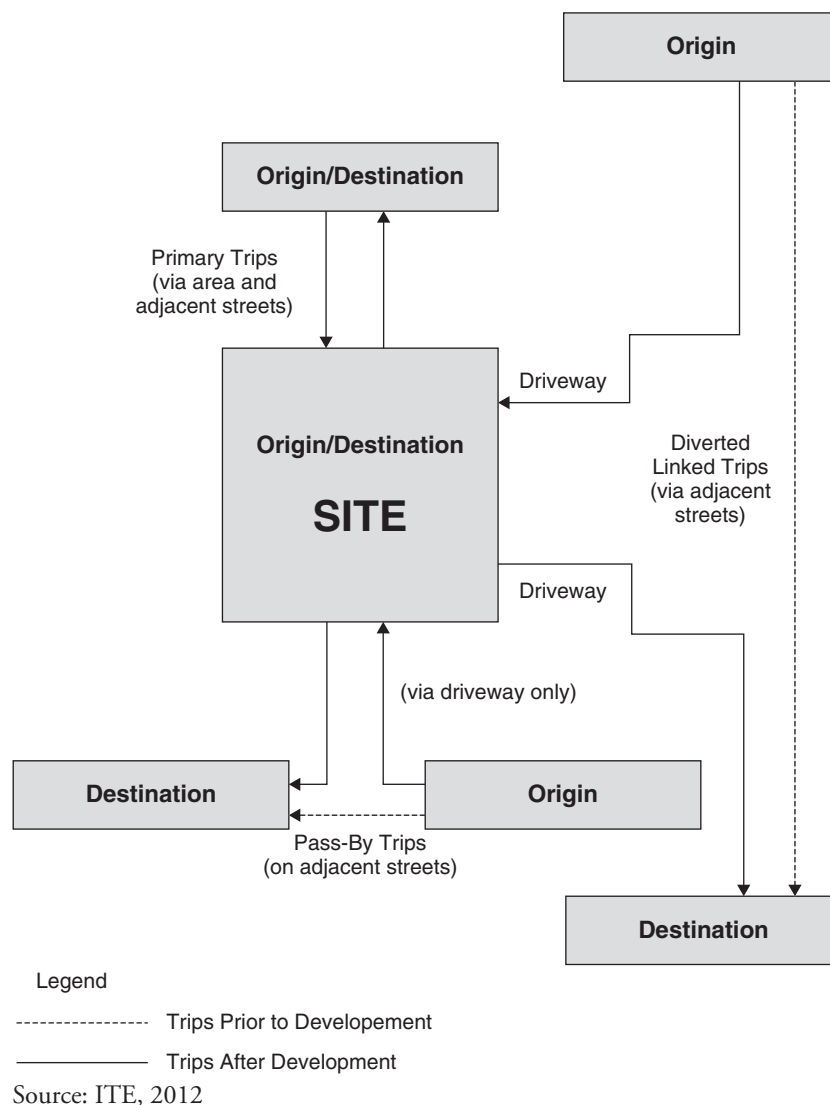 Origin
Origin/Destination
Primary Trips
(via area and
adjacent streets)
Driveway
Origin/Destination
SITE
Diverted
Linked Trips
(via adjacent
streets)
Driveway
(via driveway only)
Destination
Origin
Pass-By Trips
(on adjacent streets)
Destination
Legend
Trips Prior to Developement
Trips After Development
Source: ITE, 2012